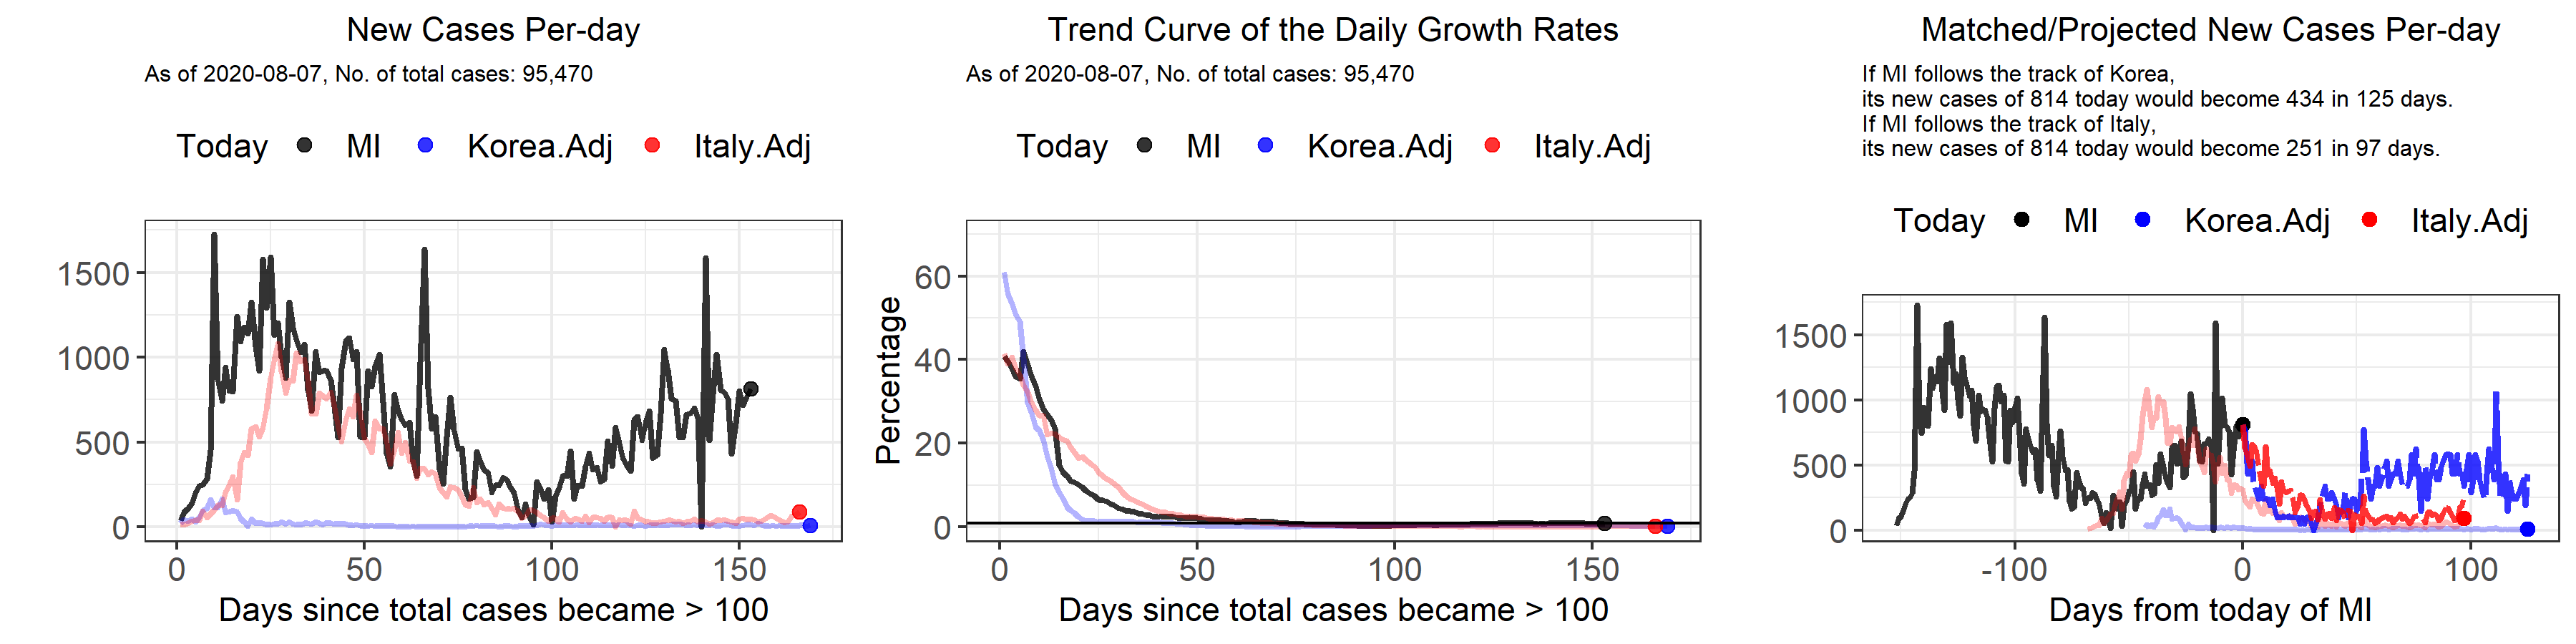 New Cases Per-day
As of 2020-08-07, No. of total cases: 95,470
Today MI Korea.Adj Italy.Adj
1500
1000
500
0
0 50 100 150
Days since total cases became > 100
Trend Curve of the Daily Growth Rates
As of 2020-08-07, No. of total cases: 95,470
Today MI Korea.Adj Italy.Adj
Percentage
60
40
20
0
0 50 100 150
Days since total cases became > 100
Matched/Projected New Cases Per-day
If MI follows the track of Korea,
its new cases of 814 today would become 434 in 125 days.
If MI follows the track of Italy,
its new cases of 814 today would become 251 in 97 days.
Today MI Korea.Adj Italy.Adj
1500
1000
500
0
-100 0 100
Days from today of MI